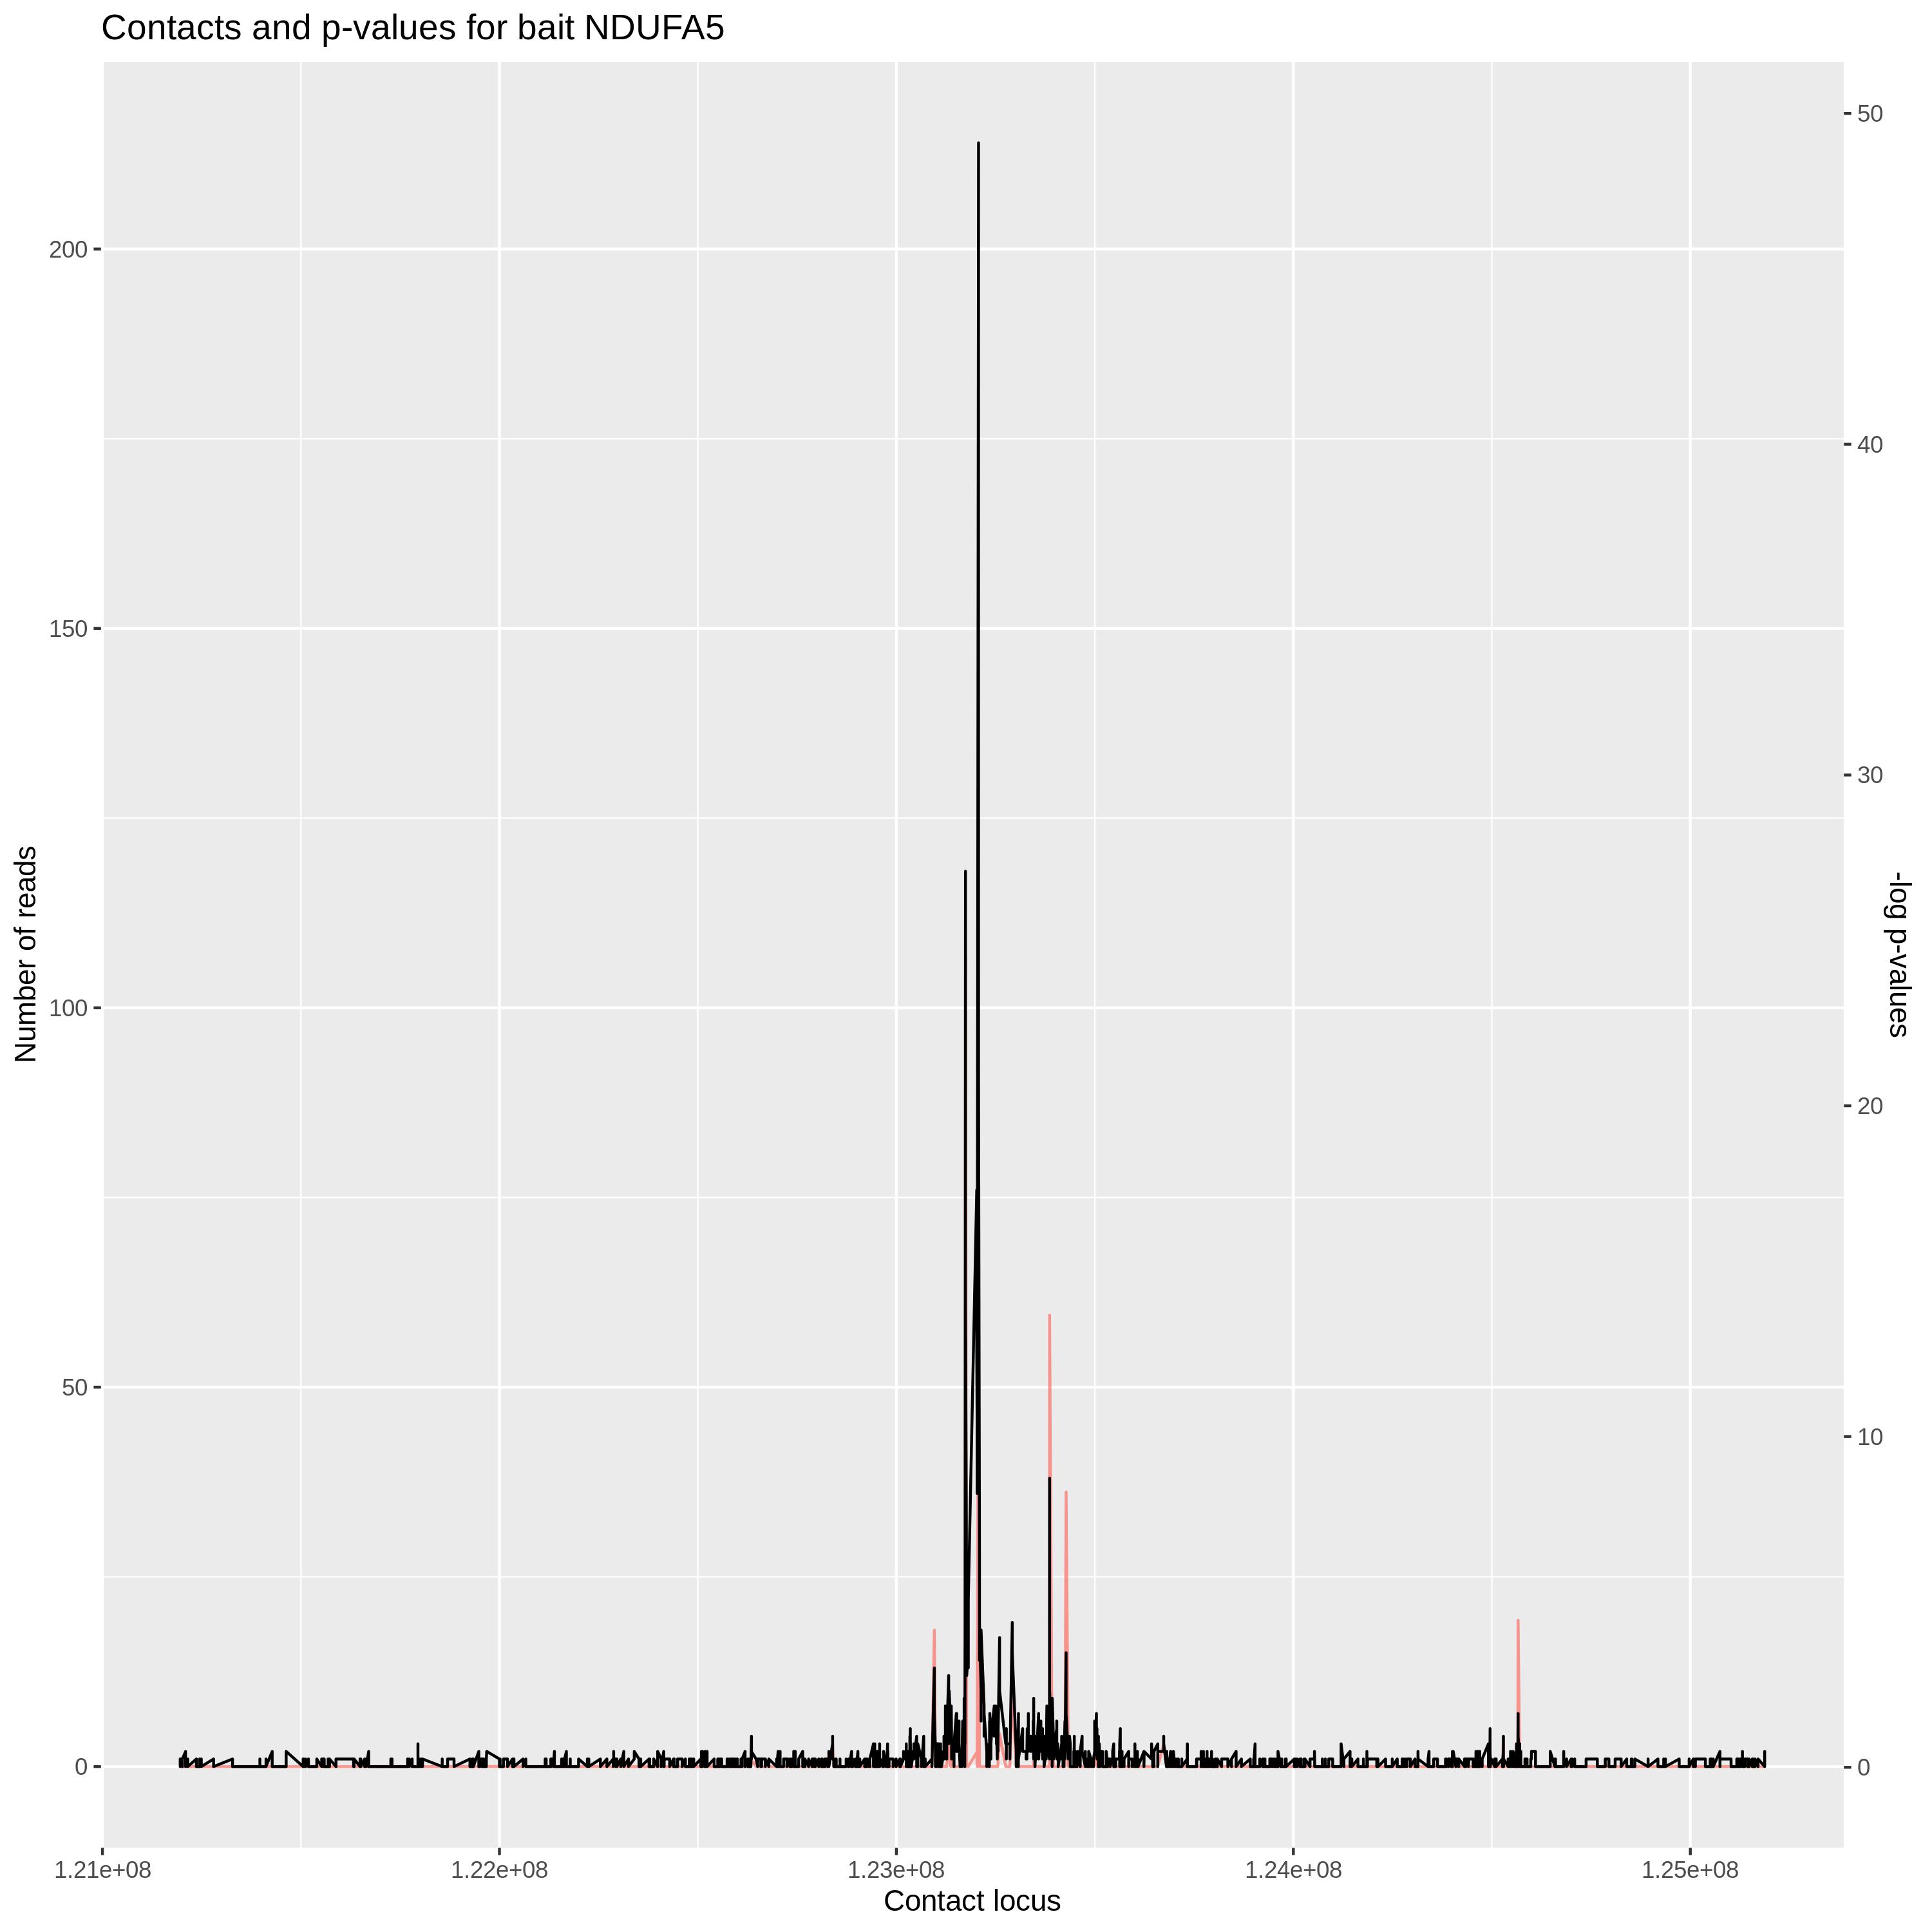 Contacts and p-values for bait NDUFA5
50
200
40
150
30
Number of reads
-log p-values
100
20
50
10
0
0
1.21e+08
1.22e+08
1.23e+08
1.24e+08
1.25e+08
Contact locus